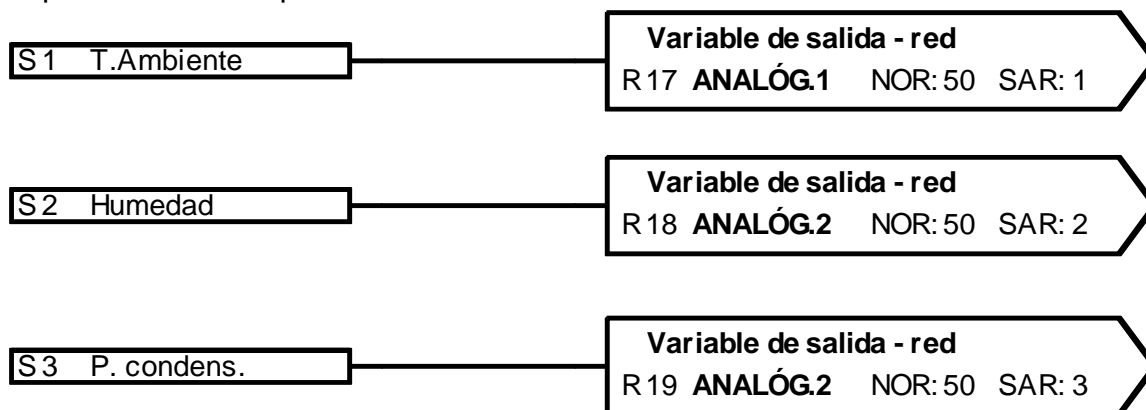 S1 T.Ambiente
Variable de salida - red
R17 ANALÓG.1 NOR: 50 SAR: 1
S2 Humedad
Variable de salida - red
R18 ANALÓG.2 NOR: 50 SAR: 2
S3 P. condens.
Variable de salida - red
R19 ANALÓG.2 NOR: 50 SAR: 3